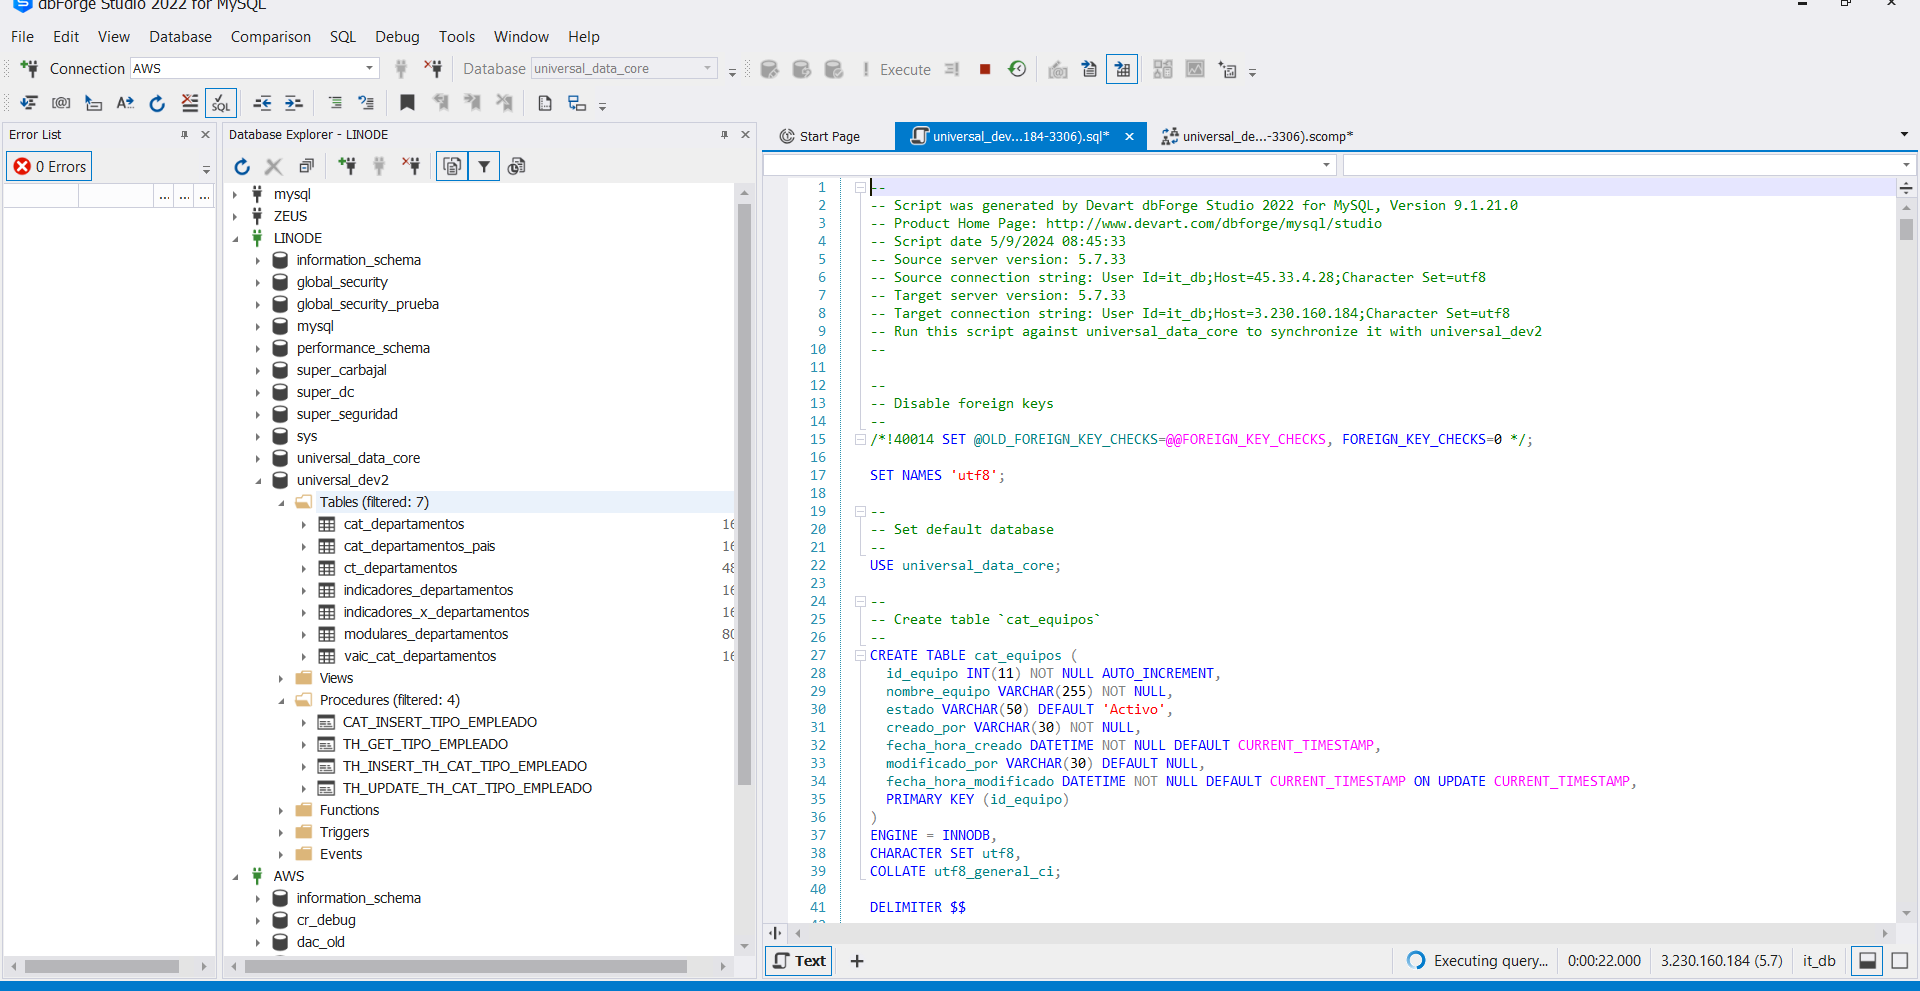 dbForge Studio 2022 for MySQL
File Edit View Database Comparison SQL Debug Tools Window Help
Connection AWS Database universal_data_core Execute
Error List
0 Errors
... ... ...
Database Explorer - LINODE
mysql
ZEUS
LINODE
information_schema
global_security
global_security_prueba
mysql
performance_schema
super_carbajal
super_dc
super_seguridad
sys
universal_data_core
universal_dev2
Tables (filtered: 7)
cat_departamentos 16
cat_departamentos_pais 16
ct_departamentos 48
indicadores_departamentos 16
indicadores_x_departamentos 16
modulares_departamentos 80
vaic_cat_departamentos 16
Views
Procedures (filtered: 4)
CAT_INSERT_TIPO_EMPLEADO
TH_GET_TIPO_EMPLEADO
TH_INSERT_TH_CAT_TIPO_EMPLEADO
TH_UPDATE_TH_CAT_TIPO_EMPLEADO
Functions
Triggers
Events
AWS
information_schema
cr_debug
dac_old
Start Page universal_dev...184-3306).sql* universal_de...-3306).scomp*
1 --
2 -- Script was generated by Devart dbForge Studio 2022 for MySQL, Version 9.1.21.0
3 -- Product Home Page: http://www.devart.com/dbforge/mysql/studio
4 -- Script date 5/9/2024 08:45:33
5 -- Source server version: 5.7.33
6 -- Source connection string: User Id=it_db;Host=45.33.4.28;Character Set=utf8
7 -- Target server version: 5.7.33
8 -- Target connection string: User Id=it_db;Host=3.230.160.184;Character Set=utf8
9 -- Run this script against universal_data_core to synchronize it with universal_dev2
10 --
11
12 --
13 -- Disable foreign keys
14 --
15 /*!40014 SET @OLD_FOREIGN_KEY_CHECKS=@@FOREIGN_KEY_CHECKS, FOREIGN_KEY_CHECKS=0 */;
16
17 SET NAMES 'utf8';
18
19 --
20 -- Set default database
21 --
22 USE universal_data_core;
23
24 --
25 -- Create table `cat_equipos`
26 --
27 CREATE TABLE cat_equipos (
28 id_equipo INT(11) NOT NULL AUTO_INCREMENT,
29 nombre_equipo VARCHAR(255) NOT NULL,
30 estado VARCHAR(50) DEFAULT 'Activo',
31 creado_por VARCHAR(30) NOT NULL,
32 fecha_hora_creado DATETIME NOT NULL DEFAULT CURRENT_TIMESTAMP,
33 modificado_por VARCHAR(30) DEFAULT NULL,
34 fecha_hora_modificado DATETIME NOT NULL DEFAULT CURRENT_TIMESTAMP ON UPDATE CURRENT_TIMESTAMP,
35 PRIMARY KEY (id_equipo)
36 )
37 ENGINE = INNODB,
38 CHARACTER SET utf8,
39 COLLATE utf8_general_ci;
40
41 DELIMITER $$
Text
Executing query... 0:00:22.000 3.230.160.184 (5.7) it_db